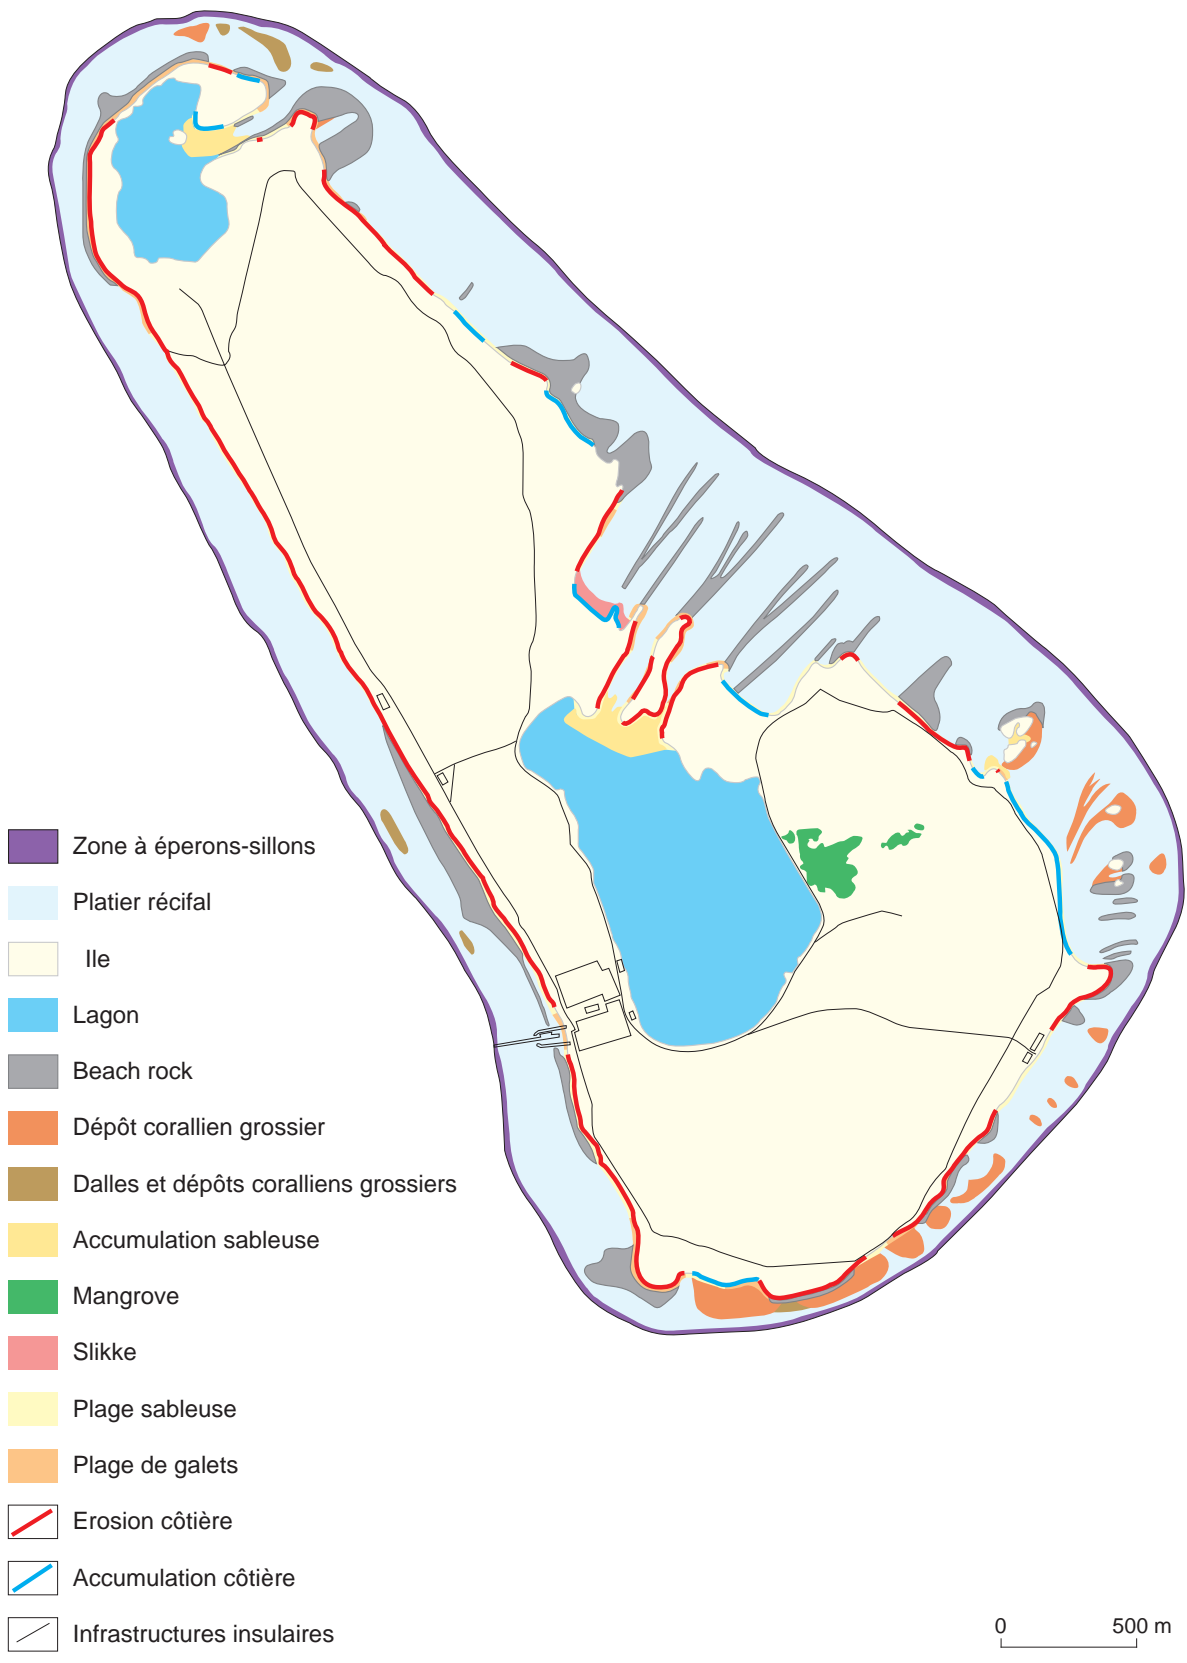 Zone à éperons-sillons
Platier récifal
Ile
Lagon
Beach rock
Dépôt corallien grossier
Dalles et dépôts coralliens grossiers
Accumulation sableuse
Mangrove
Slikke
Plage sableuse
Plage de galets
Erosion côtière
Accumulation côtière
Infrastructures insulaires
0 500 m